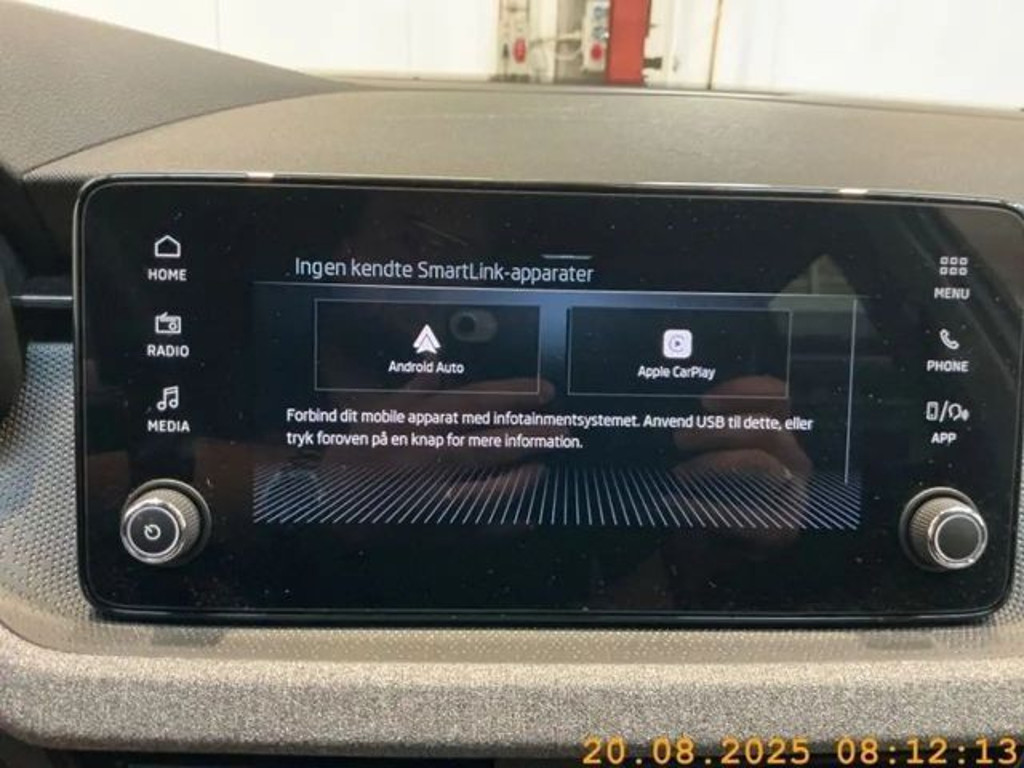 HOME
RADIO
MEDIA
Ingen kendte SmartLink-apparater
Android Auto
Apple CarPlay
Forbind dit mobile apparat med infotainmentsystemet. Anvend USB til dette, eller
tryk foroven på en knap for mere information.
MENU
PHONE
APP
20.08.2025 08:12:13